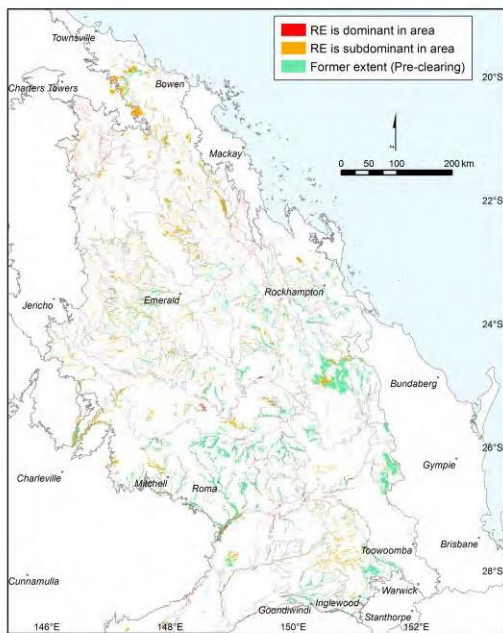 Townsville
RE is dominant in area
RE is subdominant in area
Former extent (Pre-clearing)
20°S
Charters Towers
Bowen
Mackay
0 50 100 200 km
22°S
Emerald
Rockhampton
Jericho
24°S
Bundaberg
26°S
Gympie
Charleville
Mitchell
Roma
Brisbane
Toowoomba
Cunnamulla
28°S
Warwick
Goondiwindi
Inglewood
Stanthorpe
146°E
148°E
150°E
152°E